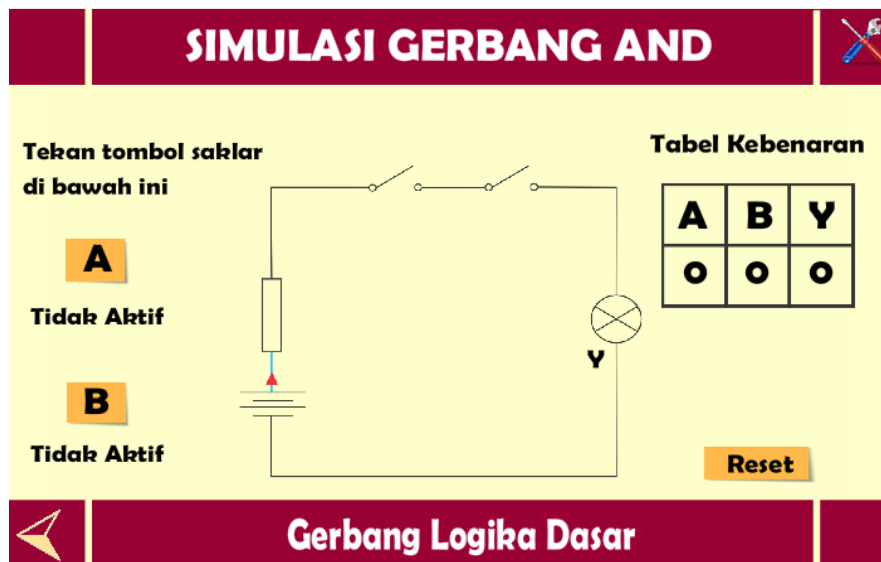 SIMULASI GERBANG AND
Tekan tombol saklar
di bawah ini
A
Tidak Aktif
B
Tidak Aktif
Y
Tabel Kebenaran
A B Y
0 0 0
Reset
Gerbang Logika Dasar